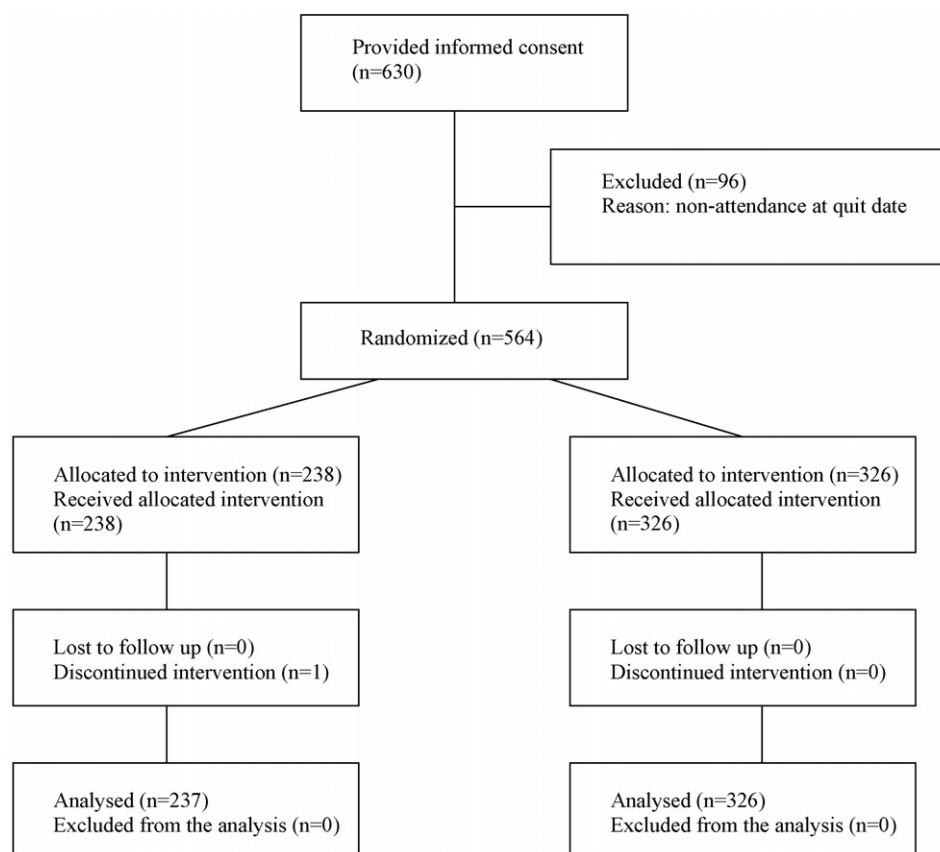 Provided informed consent
(n=630)
Excluded (n=96)
Reason: non-attendance at quit date
Randomized (n=564)
Allocated to intervention (n=238)
Received allocated intervention
(n=238)
Allocated to intervention (n=326)
Received allocated intervention
(n=326)
Lost to follow up (n=0)
Discontinued intervention (n=1)
Lost to follow up (n=0)
Discontinued intervention (n=0)
Analysed (n=237)
Excluded from the analysis (n=0)
Analysed (n=326)
Excluded from the analysis (n=0)